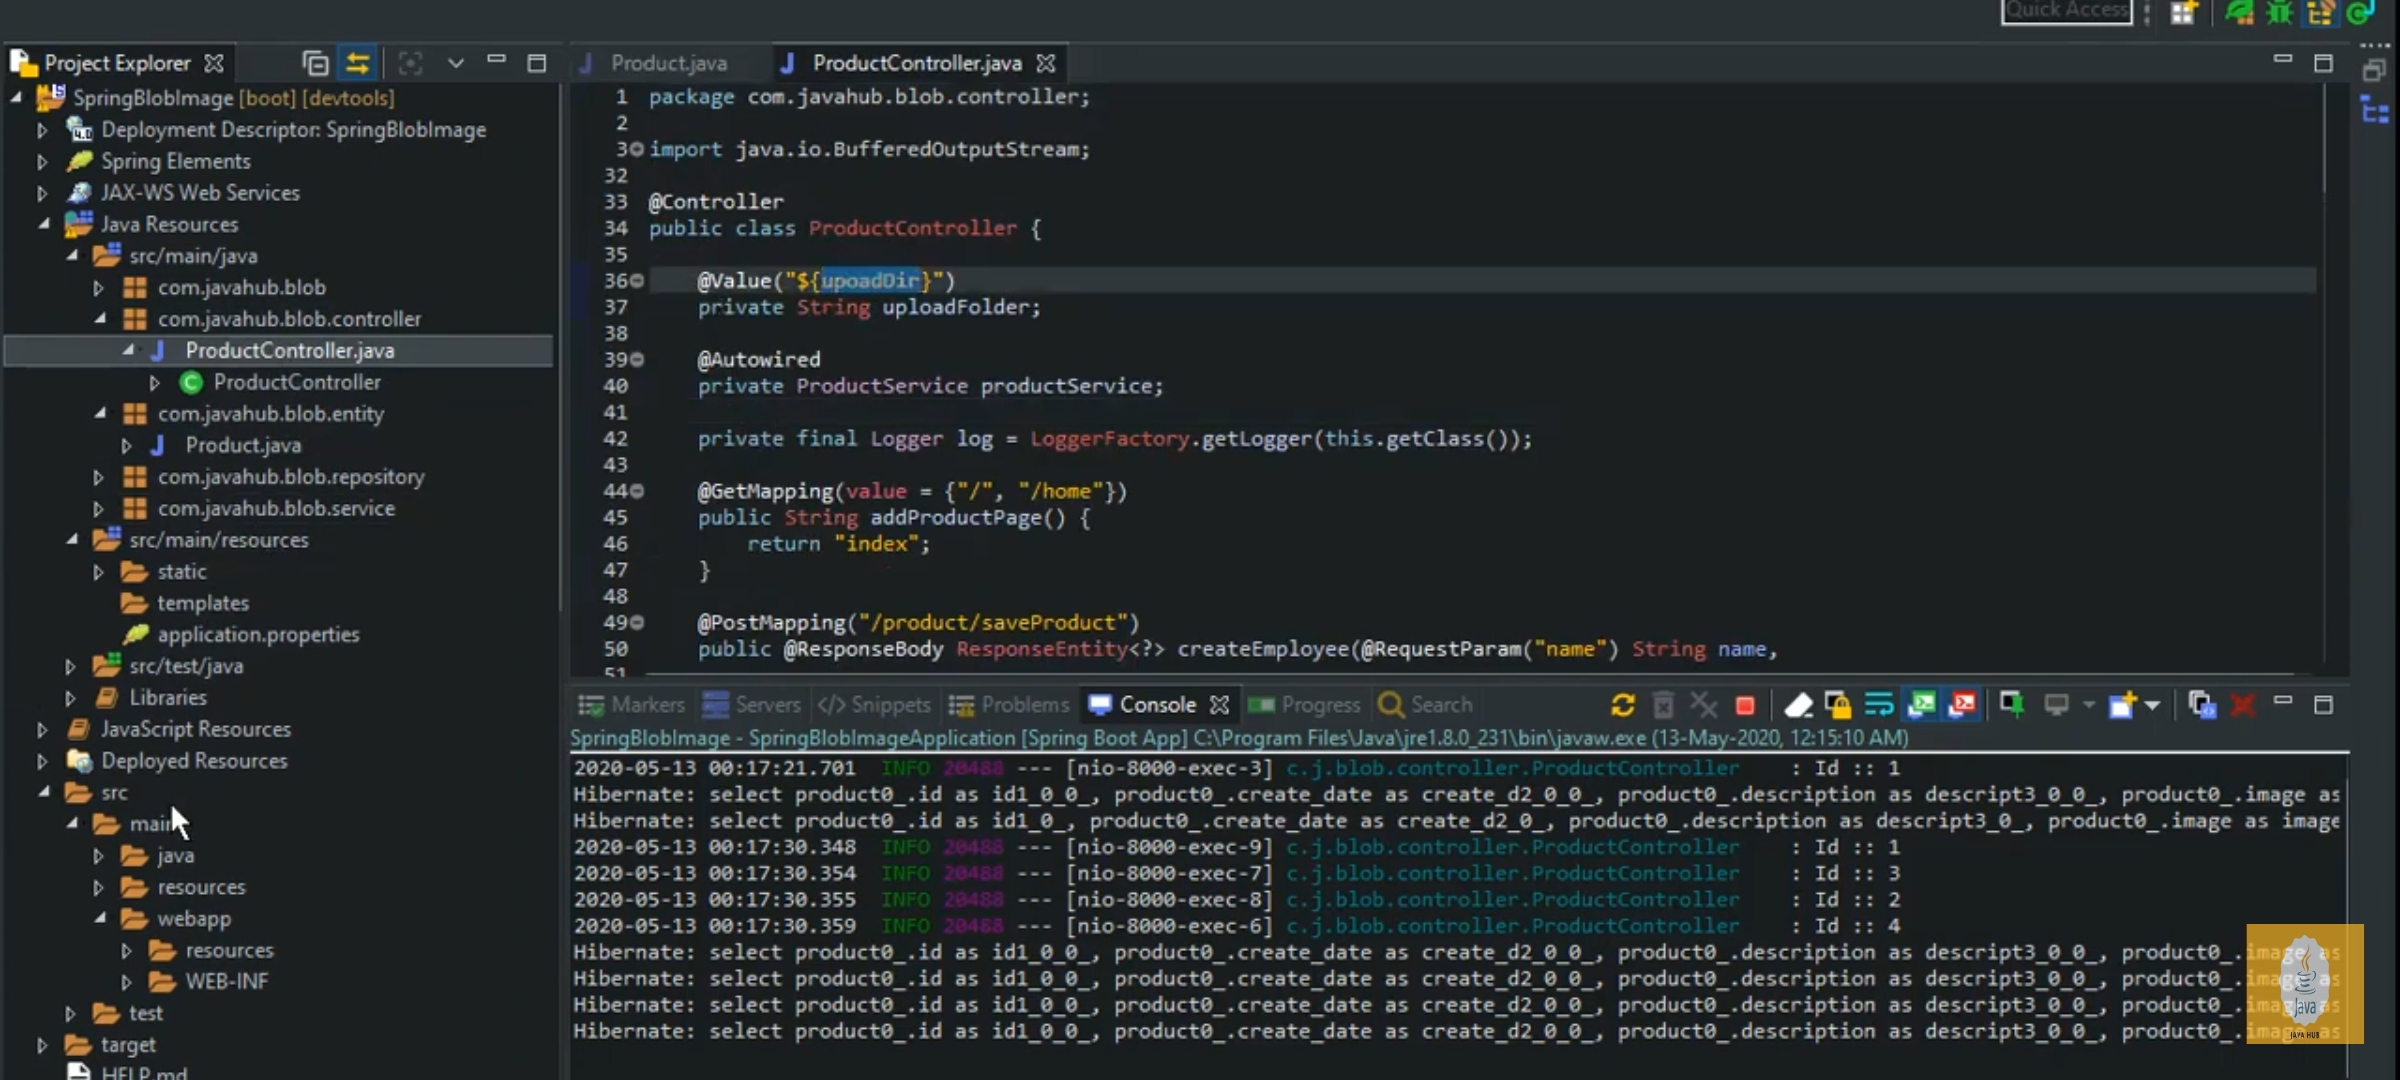 Quick Access
Project Explorer
SpringBlobImage [boot] [devtools]
Deployment Descriptor: SpringBlobImage
Spring Elements
JAX-WS Web Services
Java Resources
src/main/java
com.javahub.blob
com.javahub.blob.controller
ProductController.java
ProductController
com.javahub.blob.entity
Product.java
com.javahub.blob.repository
com.javahub.blob.service
src/main/resources
static
templates
application.properties
src/test/java
Libraries
JavaScript Resources
Deployed Resources
src
main
java
resources
webapp
resources
WEB-INF
test
target
HELP.md
Product.java ProductController.java
1 package com.javahub.blob.controller;
2
3 import java.io.BufferedOutputStream;
32
33 @Controller
34 public class ProductController {
35
36 @Value("${upoadDir}")
37 private String uploadFolder;
38
39 @Autowired
40 private ProductService productService;
41
42 private final Logger log = LoggerFactory.getLogger(this.getClass());
43
44 @GetMapping(value = {"/", "/home"})
45 public String addProductPage() {
46 return "index";
47 }
48
49 @PostMapping("/product/saveProduct")
50 public @ResponseBody ResponseEntity<?> createEmployee(@RequestParam("name") String name,
51
Markers Servers Snippets Problems Console Progress Search
SpringBlobImage - SpringBlobImageApplication [Spring Boot App] C:\Program Files\Java\jre1.8.0_231\bin\javaw.exe (13-May-2020, 12:15:10 AM)
2020-05-13 00:17:21.701 INFO 20488 --- [nio-8000-exec-3] c.j.blob.controller.ProductController : Id :: 1
Hibernate: select product0_.id as id1_0_0_, product0_.create_date as create_d2_0_0_, product0_.description as descript3_0_0_, product0_.image as
Hibernate: select product0_.id as id1_0_, product0_.create_date as create_d2_0_, product0_.description as descript3_0_, product0_.image as image
2020-05-13 00:17:30.348 INFO 20488 --- [nio-8000-exec-9] c.j.blob.controller.ProductController : Id :: 1
2020-05-13 00:17:30.354 INFO 20488 --- [nio-8000-exec-7] c.j.blob.controller.ProductController : Id :: 3
2020-05-13 00:17:30.355 INFO 20488 --- [nio-8000-exec-8] c.j.blob.controller.ProductController : Id :: 2
2020-05-13 00:17:30.359 INFO 20488 --- [nio-8000-exec-6] c.j.blob.controller.ProductController : Id :: 4
Hibernate: select product0_.id as id1_0_0_, product0_.create_date as create_d2_0_0_, product0_.description as descript3_0_0_, product0_.image as
Hibernate: select product0_.id as id1_0_0_, product0_.create_date as create_d2_0_0_, product0_.description as descript3_0_0_, product0_.image as
Hibernate: select product0_.id as id1_0_0_, product0_.create_date as create_d2_0_0_, product0_.description as descript3_0_0_, product0_.image as
Hibernate: select product0_.id as id1_0_0_, product0_.create_date as create_d2_0_0_, product0_.description as descript3_0_0_, product0_.image as
Java
JAVA HUB